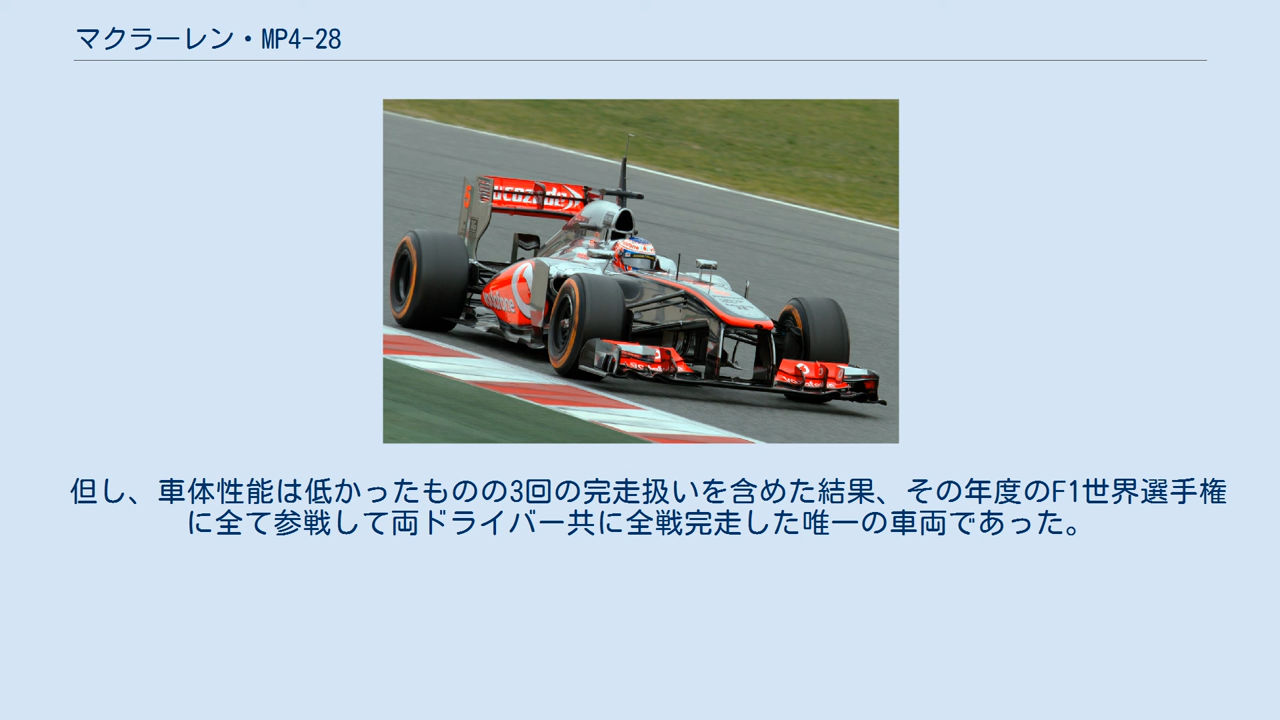 マクラーレン・MP4-28
Lucozade
5
vodafone
但し、車体性能は低かったものの3回の完走扱いを含めた結果、その年度のF1世界選手権
に全て参戦して両ドライバー共に全戦完走した唯一の車両であった。